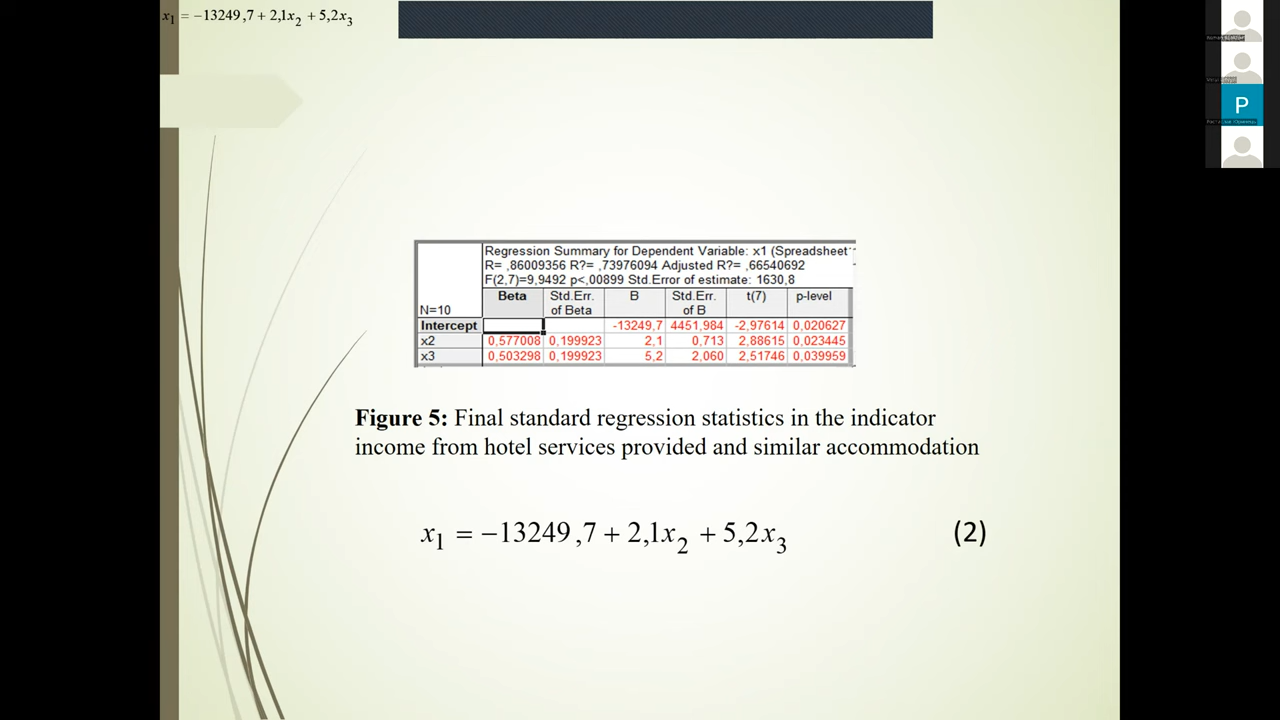 x1 = −13249,7 + 2,1x2 + 5,2x3
P
Regression Summary for Dependent Variable: x1 (Spreadsheet
R= ,86009356 R?= ,73976094 Adjusted R?= ,66540692
F(2,7)=9,9492 p<,00899 Std.Error of estimate: 1630,8
N=10 Beta Std.Err. of Beta B Std.Err. of B t(7) p-level
Intercept -13249,7 4451,984 -2,97614 0,020627
x2 0,577008 0,199923 2,1 0,713 2,88615 0,023445
x3 0,503298 0,199923 5,2 2,060 2,51746 0,039959
Figure 5: Final standard regression statistics in the indicator
income from hotel services provided and similar accommodation
x1 = −13249,7 + 2,1x2 + 5,2x3 (2)